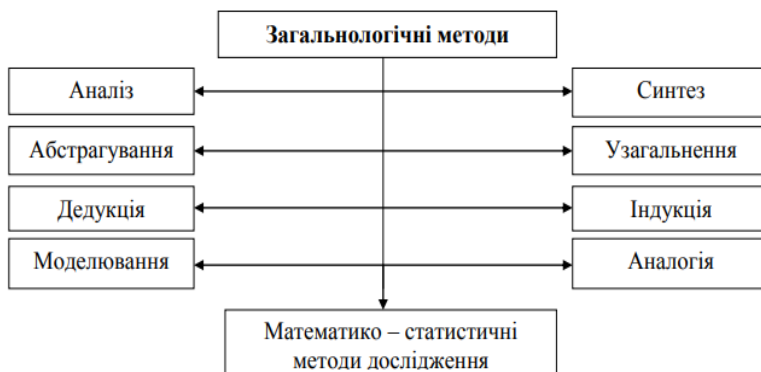 Загальнологічні методи
Аналіз
Синтез
Абстрагування
Узагальнення
Дедукція
Індукція
Моделювання
Аналогія
Математико – статистичні
методи дослідження